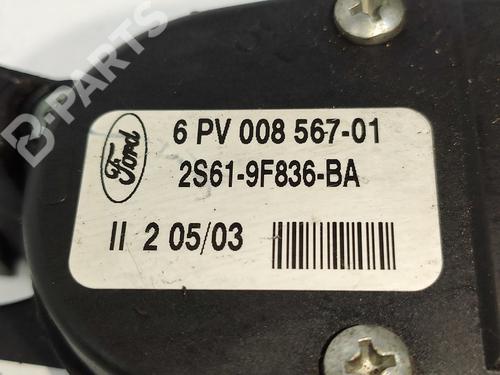 B-PARTS
Ford
6 PV 008 567-01
2S61-9F836-BA
II 2 05/03